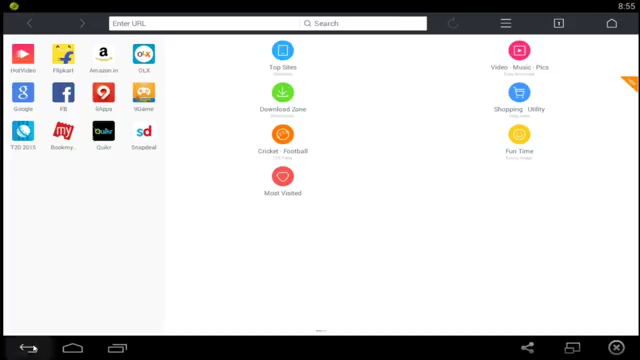 8:55
Enter URL
Search
1
HotVideo
Flipkart
Amazon.in
OLX
Google
FB
9Apps
9Game
T20 2015
Bookmy..
Quikr
Snapdeal
Top Sites
Video · Music · Pics
Download Zone
Shopping · Utility
Cricket · Football
Fun Time
Most Visited